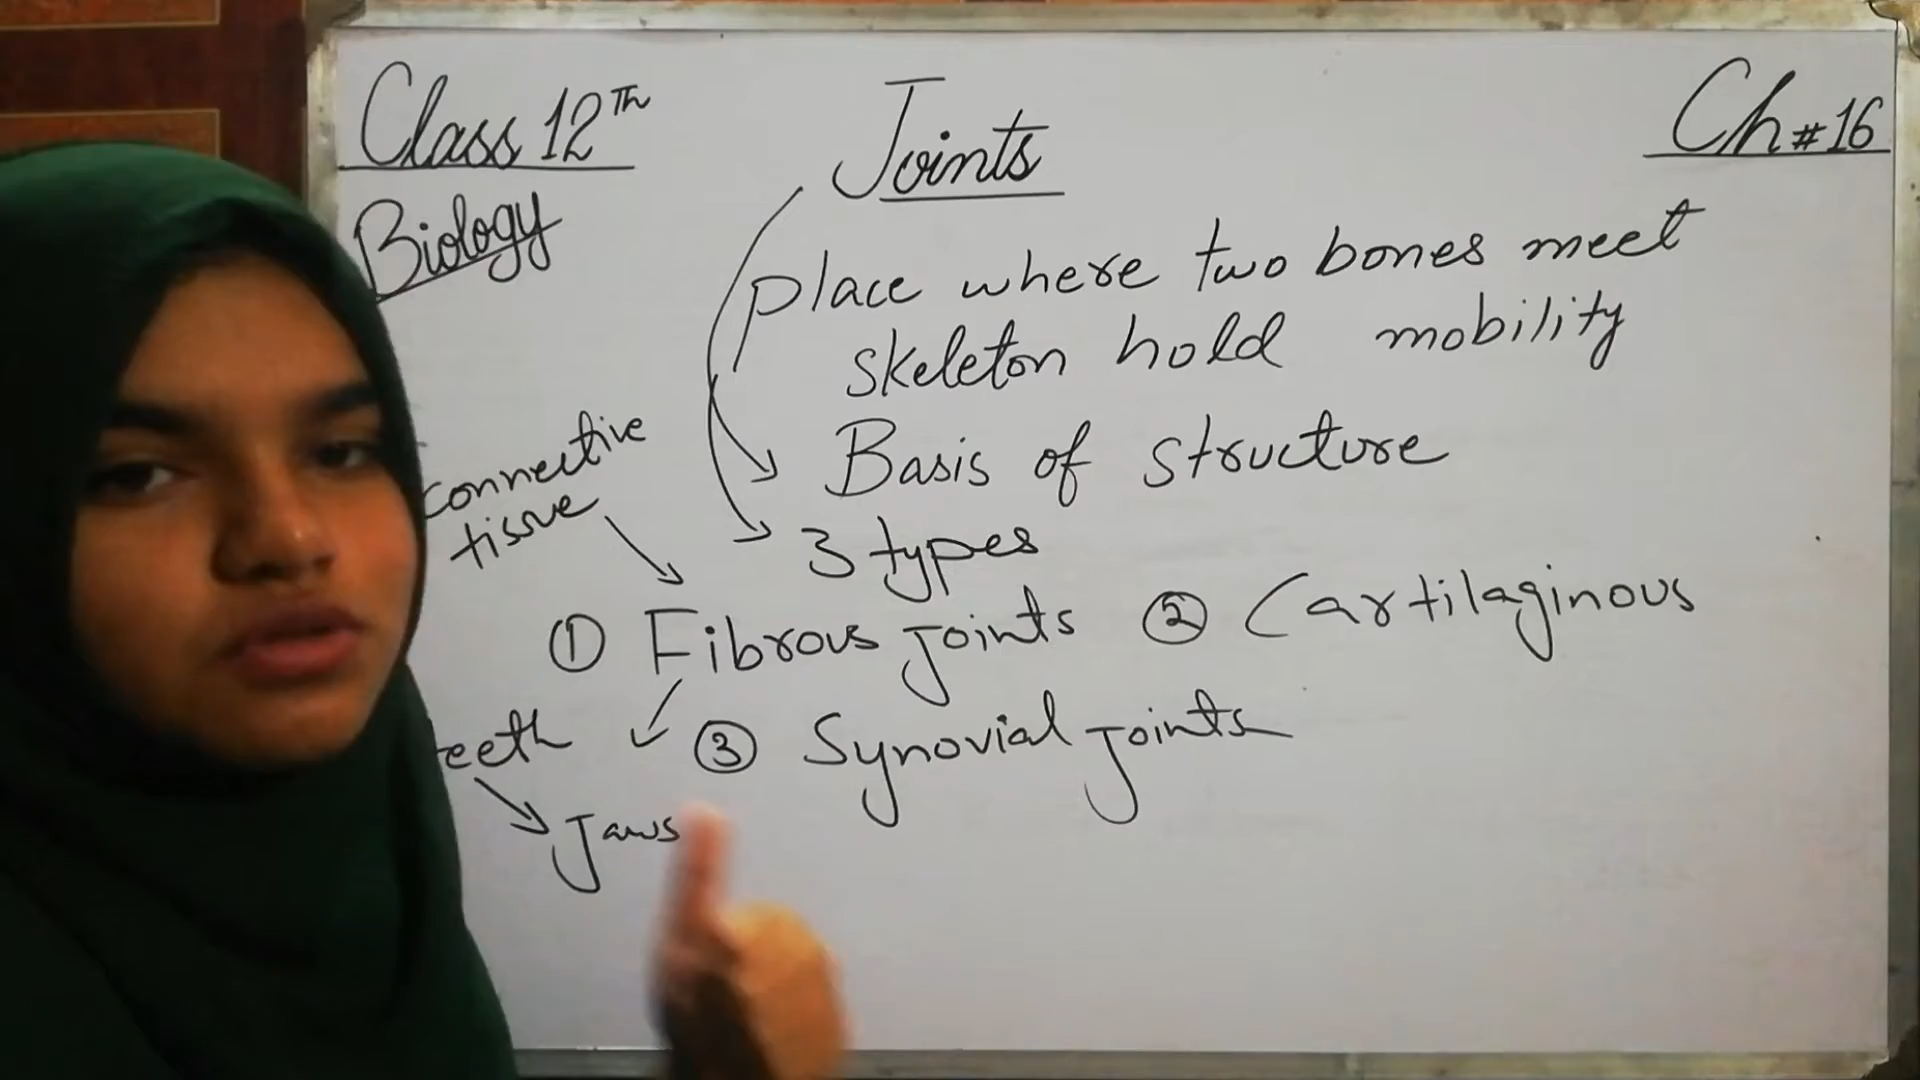 Class 12Th
Joints
Ch # 16
Biology
place where two bones meet
skeleton hold mobility
Basis of structure
connective
tissue
3 types
① Fibrous joints ② Cartilaginous
eeth
③ Synovial joints
Jaws